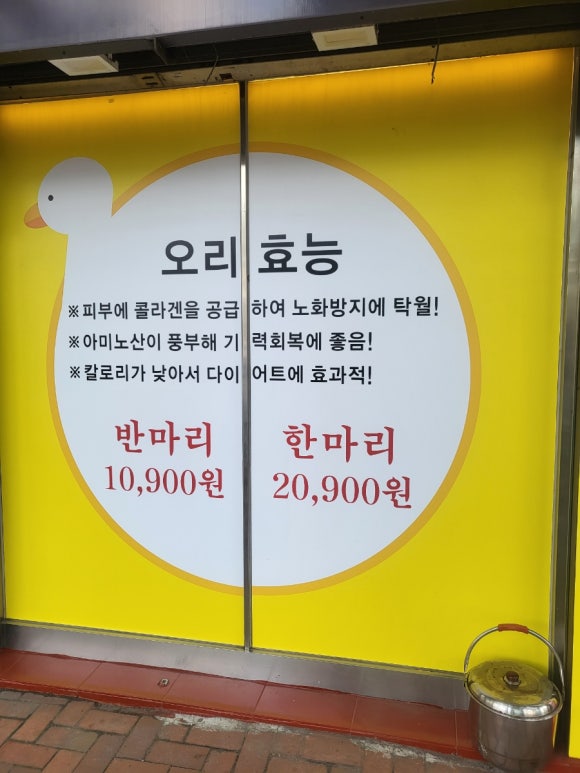 오리 효능
※피부에 콜라겐을 공급하여 노화방지에 탁월!
※아미노산이 풍부해 기력회복에 좋음!
※칼로리가 낮아서 다이어트에 효과적!
반마리 한마리
10,900원 20,900원